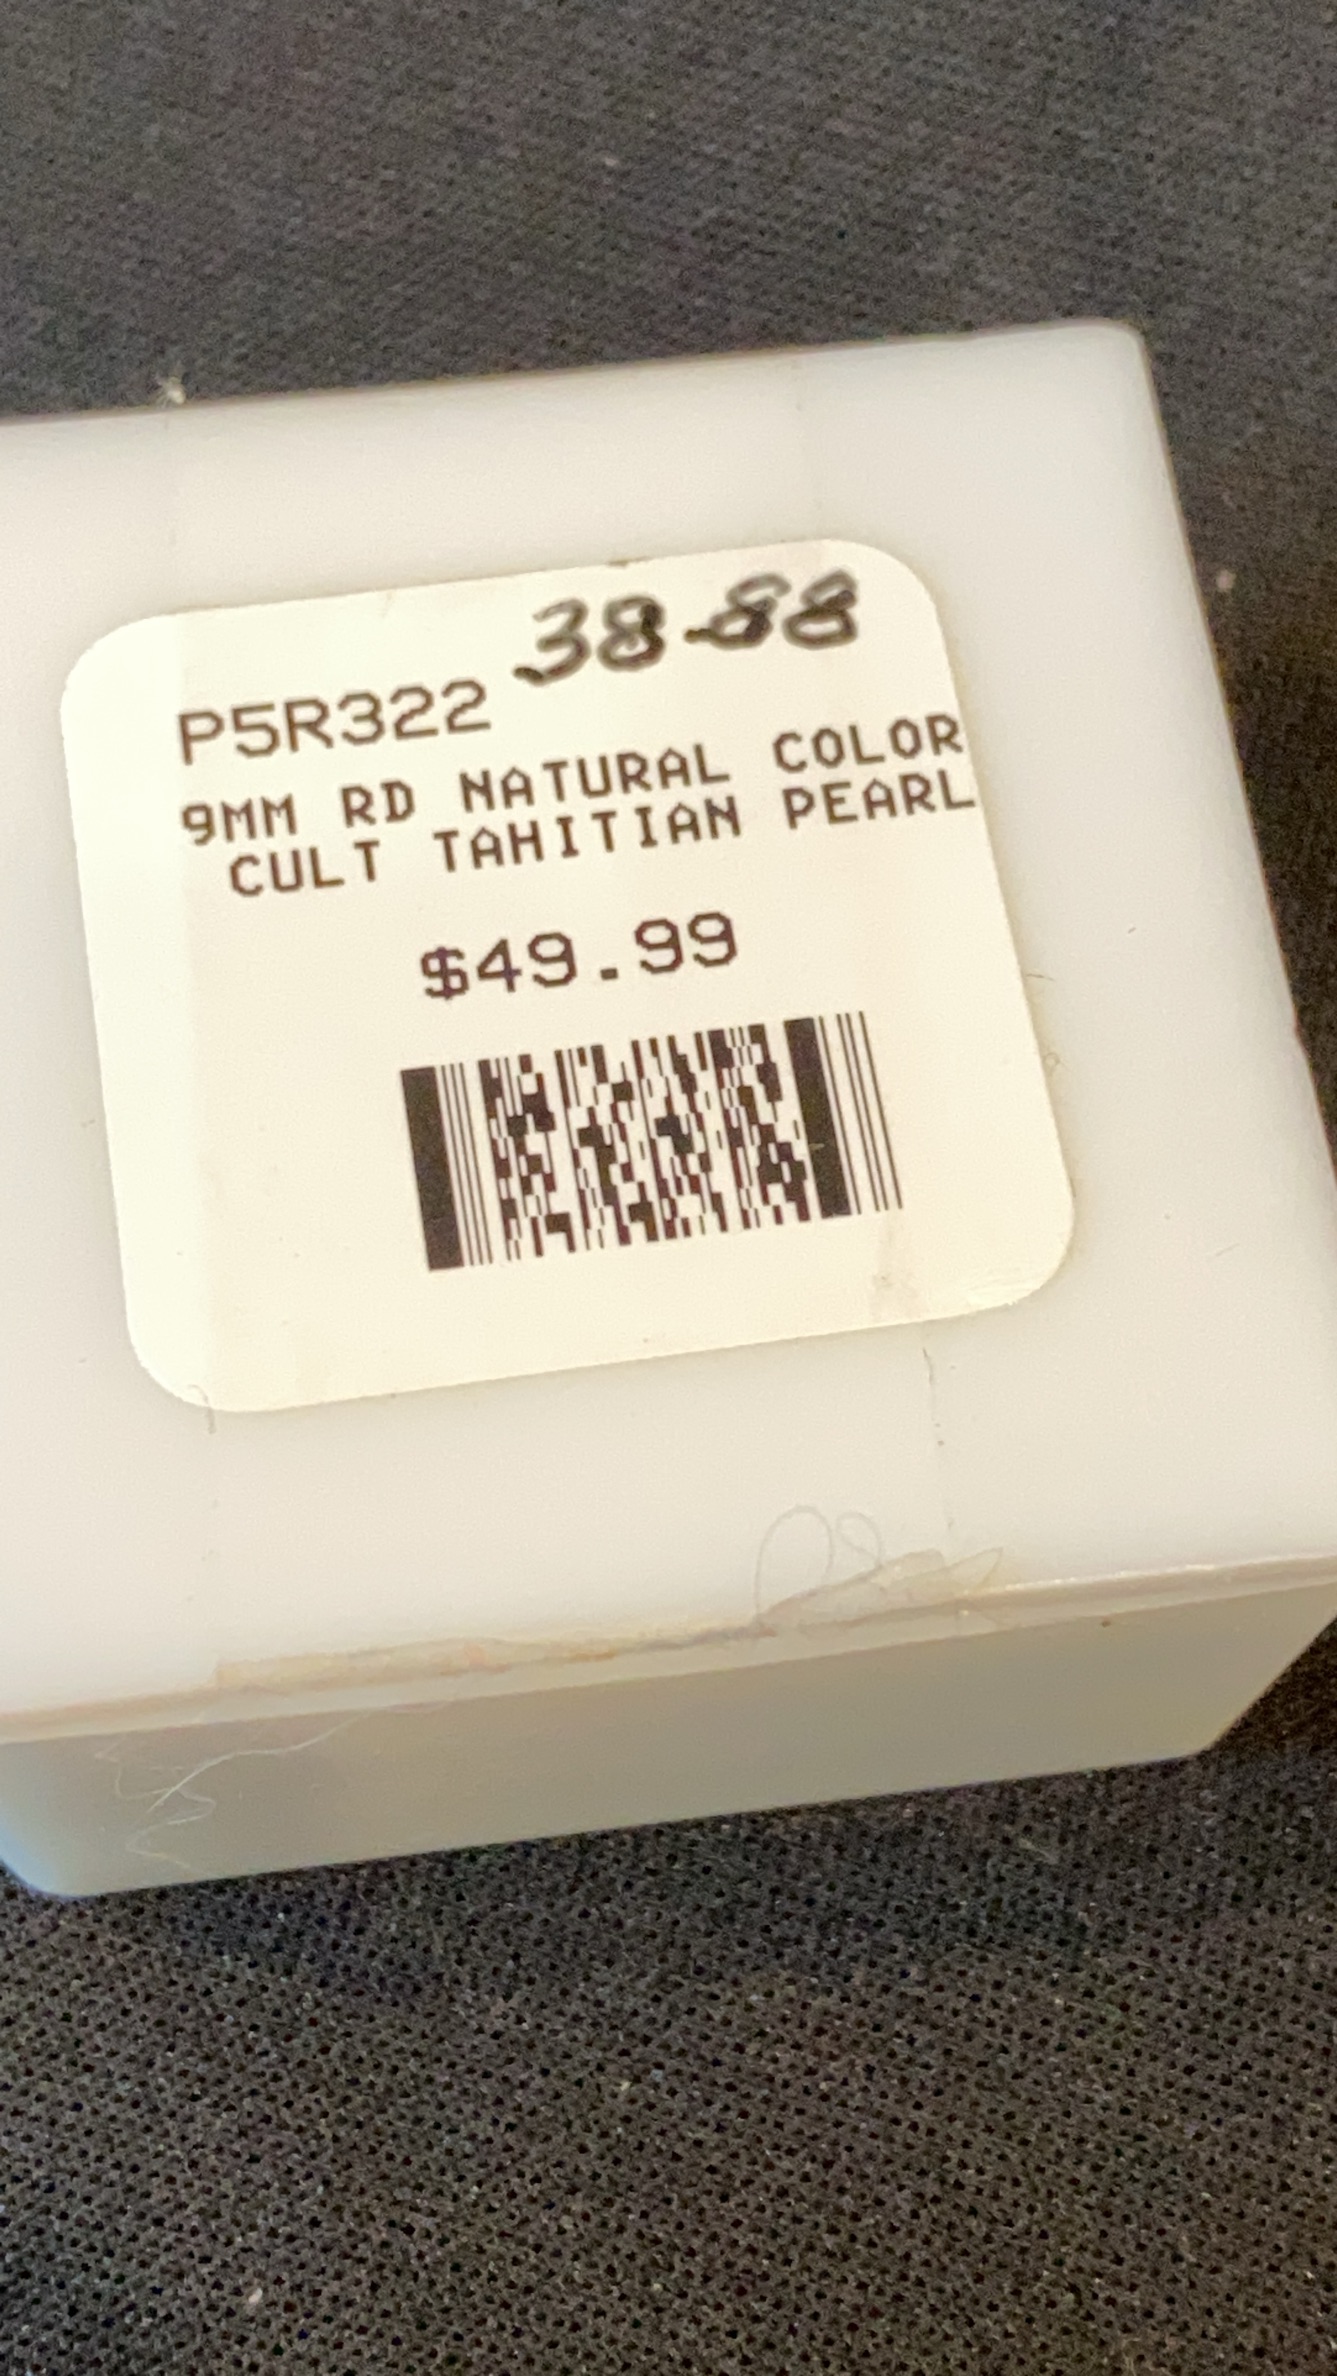 38-88
P5R322
9MM RD NATURAL COLOR
CULT TAHITIAN PEARL
$49.99